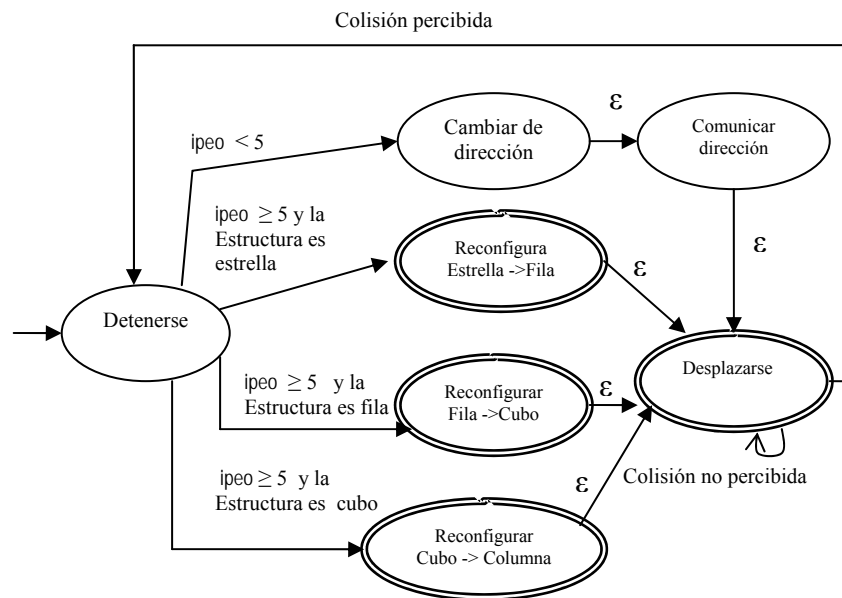 Colisión percibida
ε
Cambiar de
dirección
Comunicar
dirección
ipeo < 5
ε
ipeo ≥ 5 y la
Estructura es
estrella
Reconfigura
Estrella ->Fila
ε
Detenerse
Desplazarse
ipeo ≥ 5 y la
Estructura es fila
Reconfigurar
Fila ->Cubo
ε
Colisión no percibida
ipeo ≥ 5 y la
Estructura es cubo
ε
Reconfigurar
Cubo -> Columna